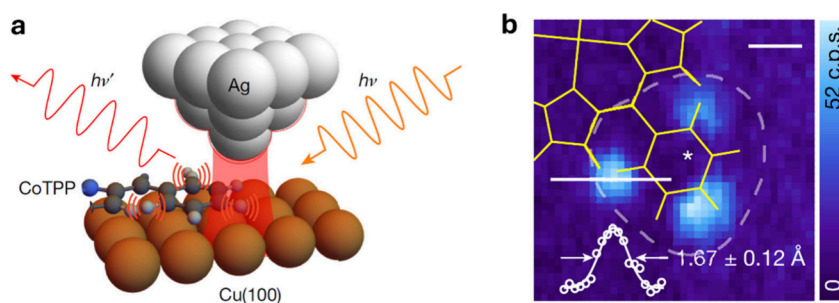 a
hν'
Ag
hν
CoTPP
Cu(100)
b
*
1.67 ± 0.12 Å
52 c.p.s.
0